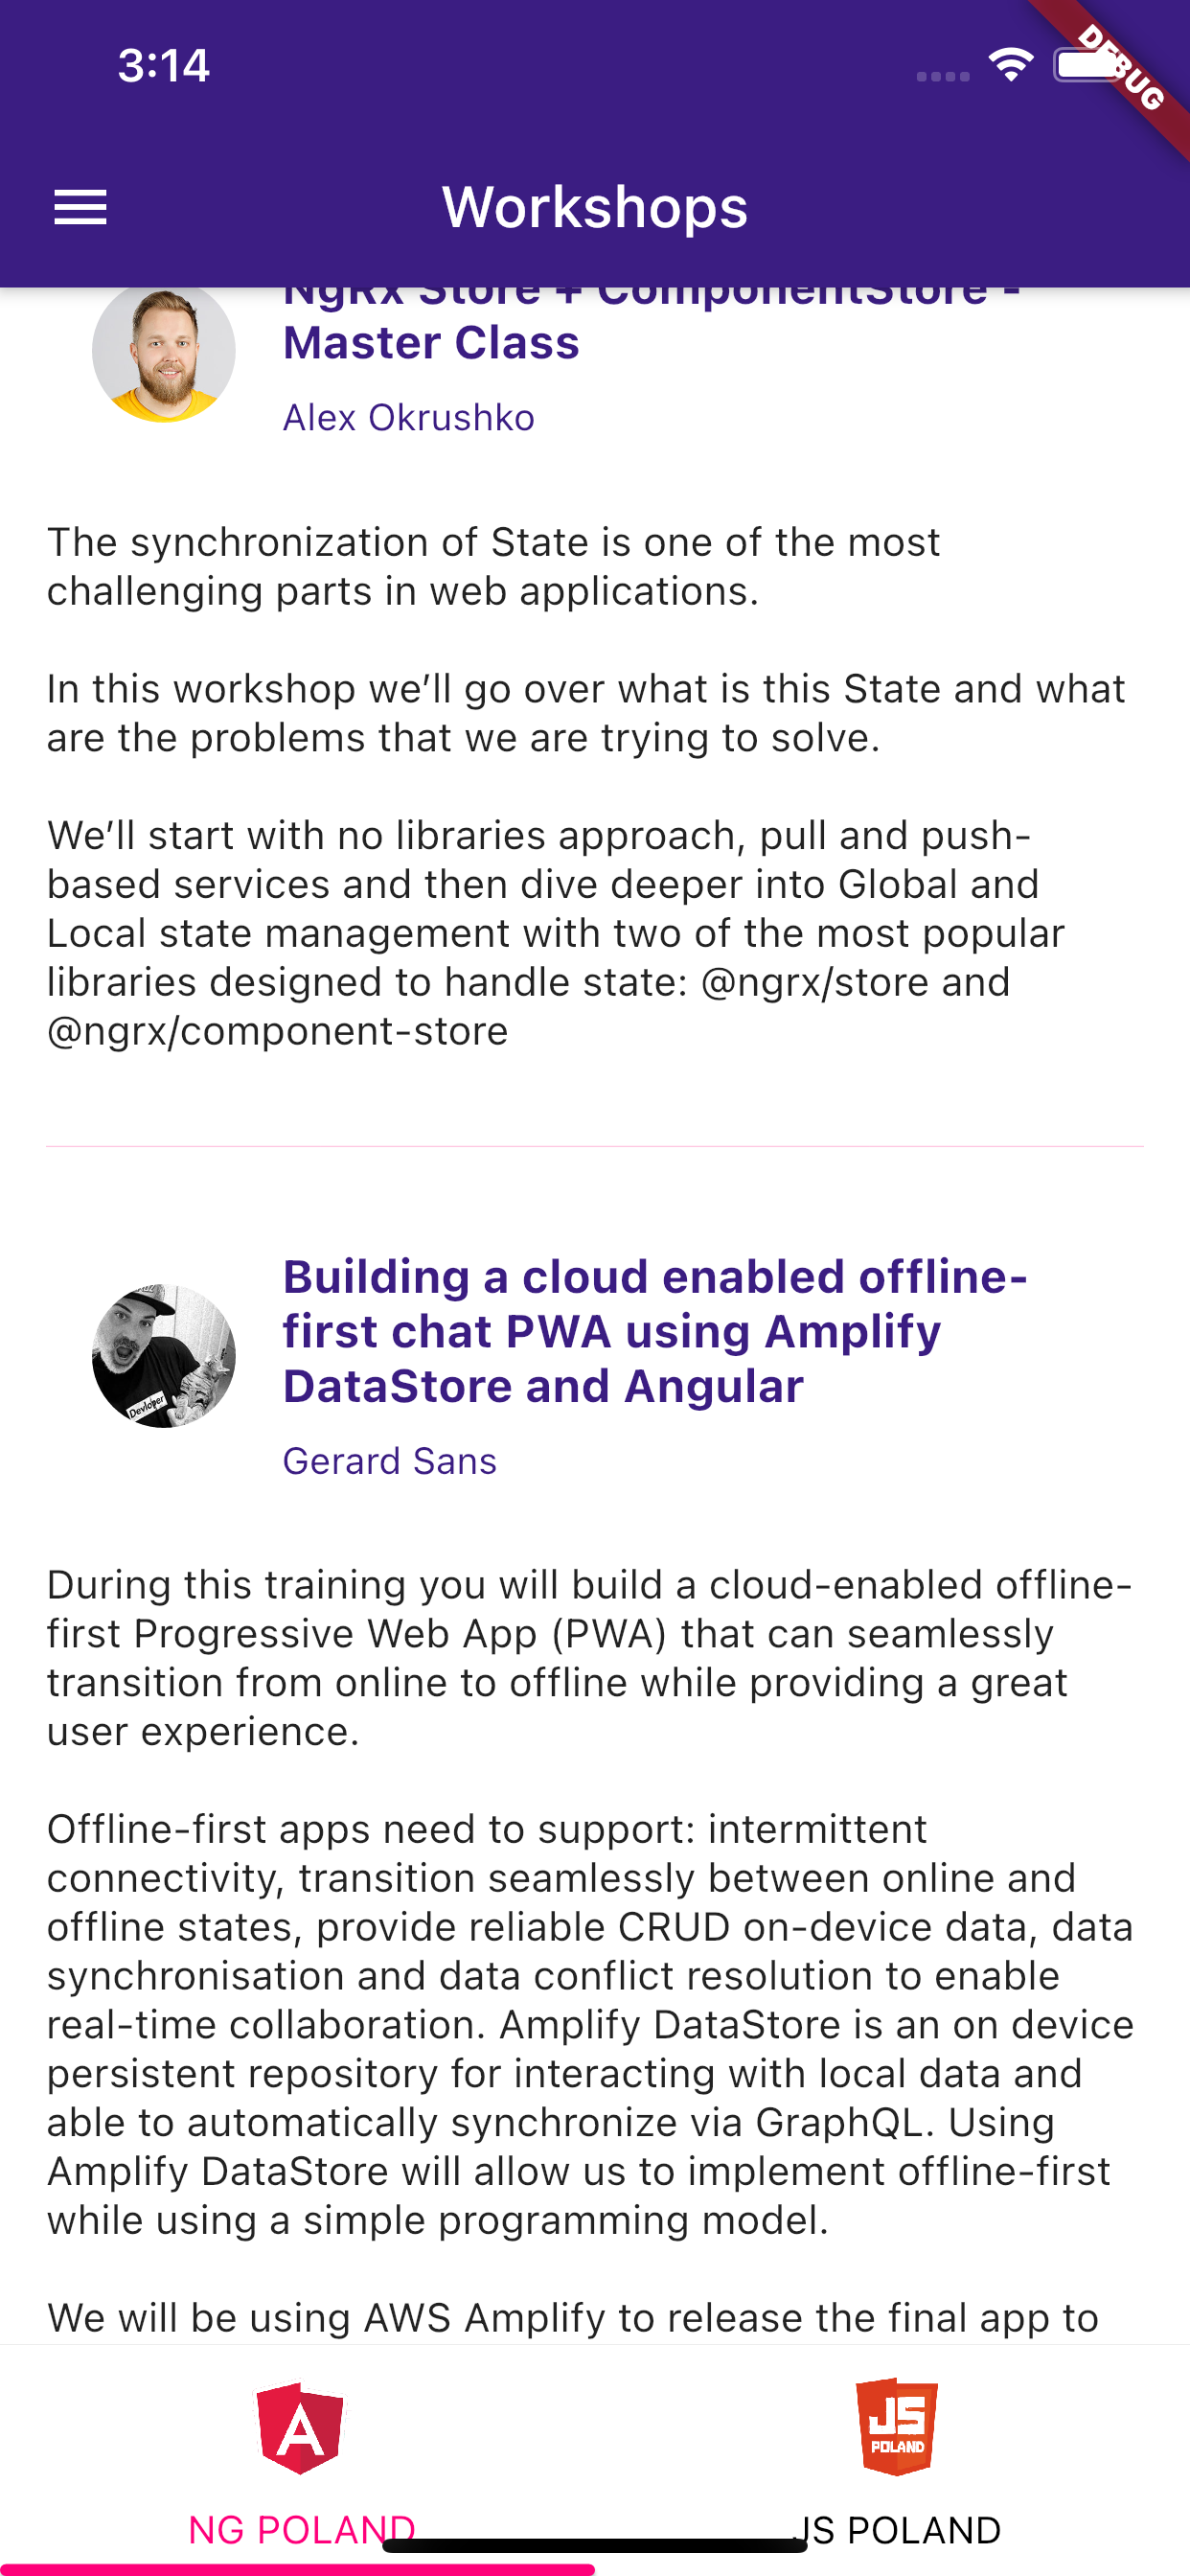 3:14
DEBUG
Workshops
NgRx Store + ComponentStore -
Master Class
Alex Okrushko
The synchronization of State is one of the most
challenging parts in web applications.
In this workshop we’ll go over what is this State and what
are the problems that we are trying to solve.
We’ll start with no libraries approach, pull and push-
based services and then dive deeper into Global and
Local state management with two of the most popular
libraries designed to handle state: @ngrx/store and
@ngrx/component-store
Building a cloud enabled offline-
first chat PWA using Amplify
DataStore and Angular
Devloper
Gerard Sans
During this training you will build a cloud-enabled offline-
first Progressive Web App (PWA) that can seamlessly
transition from online to offline while providing a great
user experience.
Offline-first apps need to support: intermittent
connectivity, transition seamlessly between online and
offline states, provide reliable CRUD on-device data, data
synchronisation and data conflict resolution to enable
real-time collaboration. Amplify DataStore is an on device
persistent repository for interacting with local data and
able to automatically synchronize via GraphQL. Using
Amplify DataStore will allow us to implement offline-first
while using a simple programming model.
We will be using AWS Amplify to release the final app to
A
JS
POLAND
NG POLAND
JS POLAND